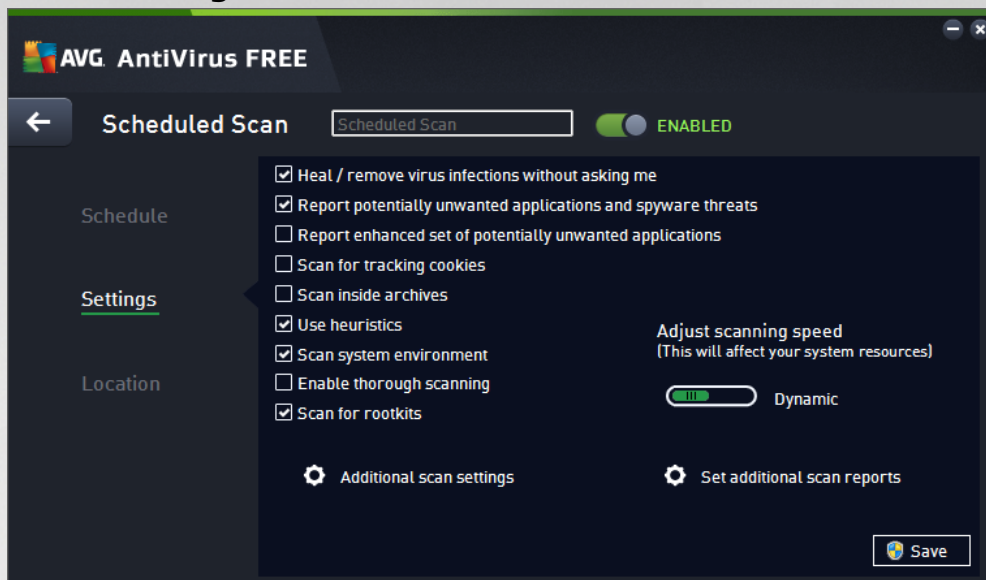 AVG. AntiVirus FREE
Scheduled Scan
Scheduled Scan
ENABLED
Schedule
Settings
Location
Heal / remove virus infections without asking me
Report potentially unwanted applications and spyware threats
Report enhanced set of potentially unwanted applications
Scan for tracking cookies
Scan inside archives
Use heuristics
Scan system environment
Enable thorough scanning
Scan for rootkits
Adjust scanning speed
(This will affect your system resources)
Dynamic
Additional scan settings
Set additional scan reports
Save